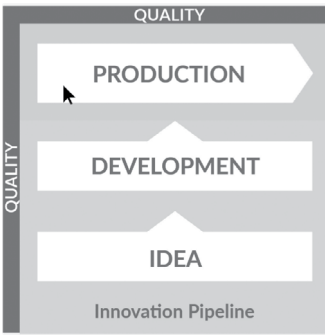 QUALITY
QUALITY
PRODUCTION
DEVELOPMENT
IDEA
Innovation Pipeline